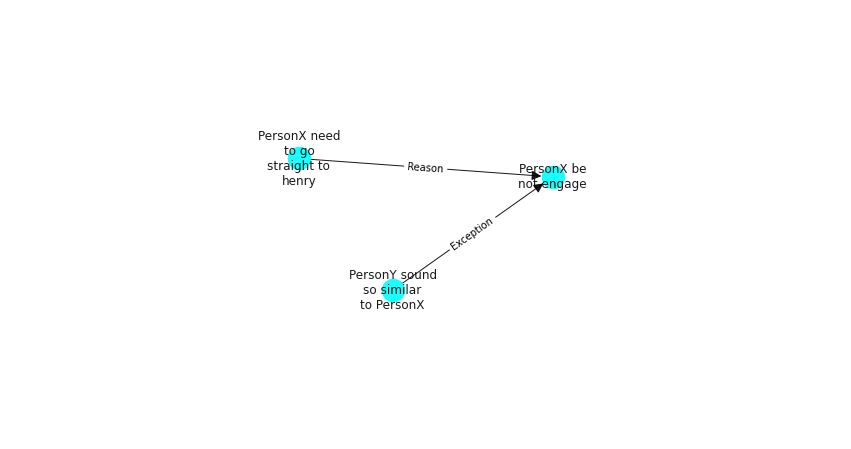 PersonX need
to go
straight to
henry
Reason
PersonX be
not engage
Exception
PersonY sound
so similar
to PersonX